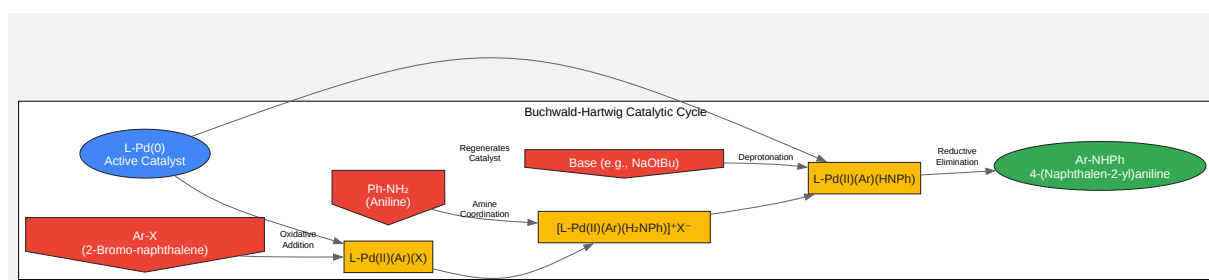 Buchwald-Hartwig Catalytic Cycle
L-Pd(0)
Active Catalyst
Regenerates
Catalyst
Base (e.g., NaOtBu)
Deprotonation
Reductive
Elimination
Ar-NHPh
4-(Naphthalen-2-yl)aniline
L-Pd(II)(Ar)(HNPh)
Ph-NH₂
(Aniline)
Amine
Coordination
[L-Pd(II)(Ar)(H₂NPh)]⁺X⁻
Ar-X
(2-Bromo-naphthalene)
Oxidative
Addition
L-Pd(II)(Ar)(X)